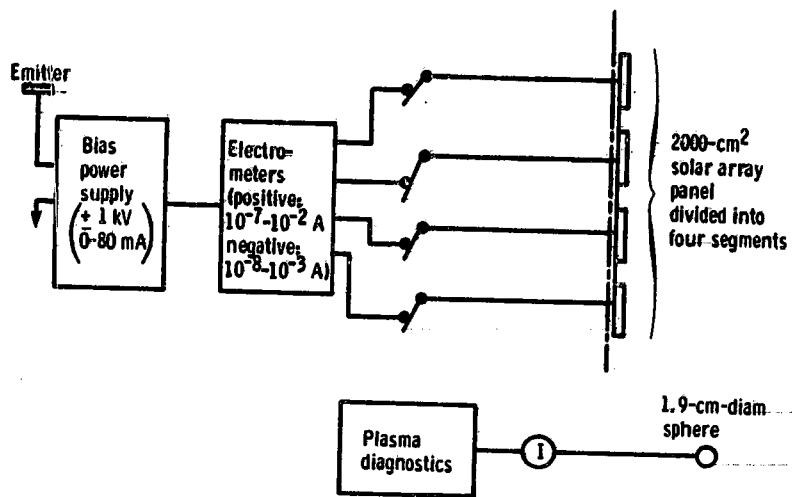 Emitter
Bias
power
supply
± 1 kV
0-80 mA
Electro-
meters
(positive:
10⁻⁷-10⁻² A
negative:
10⁻⁸-10⁻³ A)
2000-cm²
solar array
panel
divided into
four segments
Plasma
diagnostics
I
1.9-cm-diam
sphere